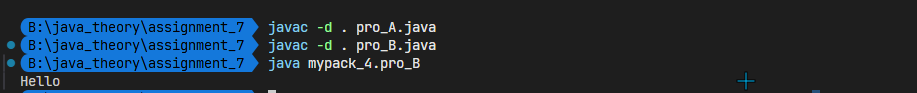 B:\java_theory\assignment_7 javac -d . pro_A.java
B:\java_theory\assignment_7 javac -d . pro_B.java
B:\java_theory\assignment_7 java mypack_4.pro_B
Hello